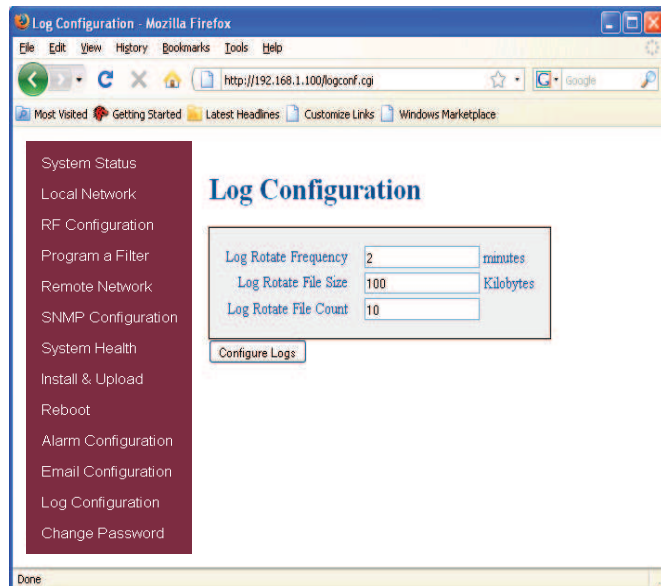 Log Configuration - Mozilla Firefox
File Edit View History Bookmarks Tools Help
http://192.168.1.100/logconf.cgi
G Google
Most Visited Getting Started Latest Headlines Customize Links Windows Marketplace
System Status
Local Network
RF Configuration
Program a Filter
Remote Network
SNMP Configuration
System Health
Install & Upload
Reboot
Alarm Configuration
Email Configuration
Log Configuration
Change Password
Log Configuration
Log Rotate Frequency 2 minutes
Log Rotate File Size 100 Kilobytes
Log Rotate File Count 10
Configure Logs
Done